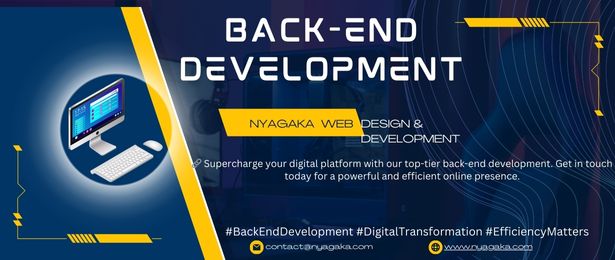 BACK-END
DEVELOPMENT
NYAGAKA WEB DESIGN &
DEVELOPMENT
🔗 Supercharge your digital platform with our top-tier back-end development. Get in touch
today for a powerful and efficient online presence.
#BackEndDevelopment #DigitalTransformation #EfficiencyMatters
contact@nyagaka.com www.nyagaka.com